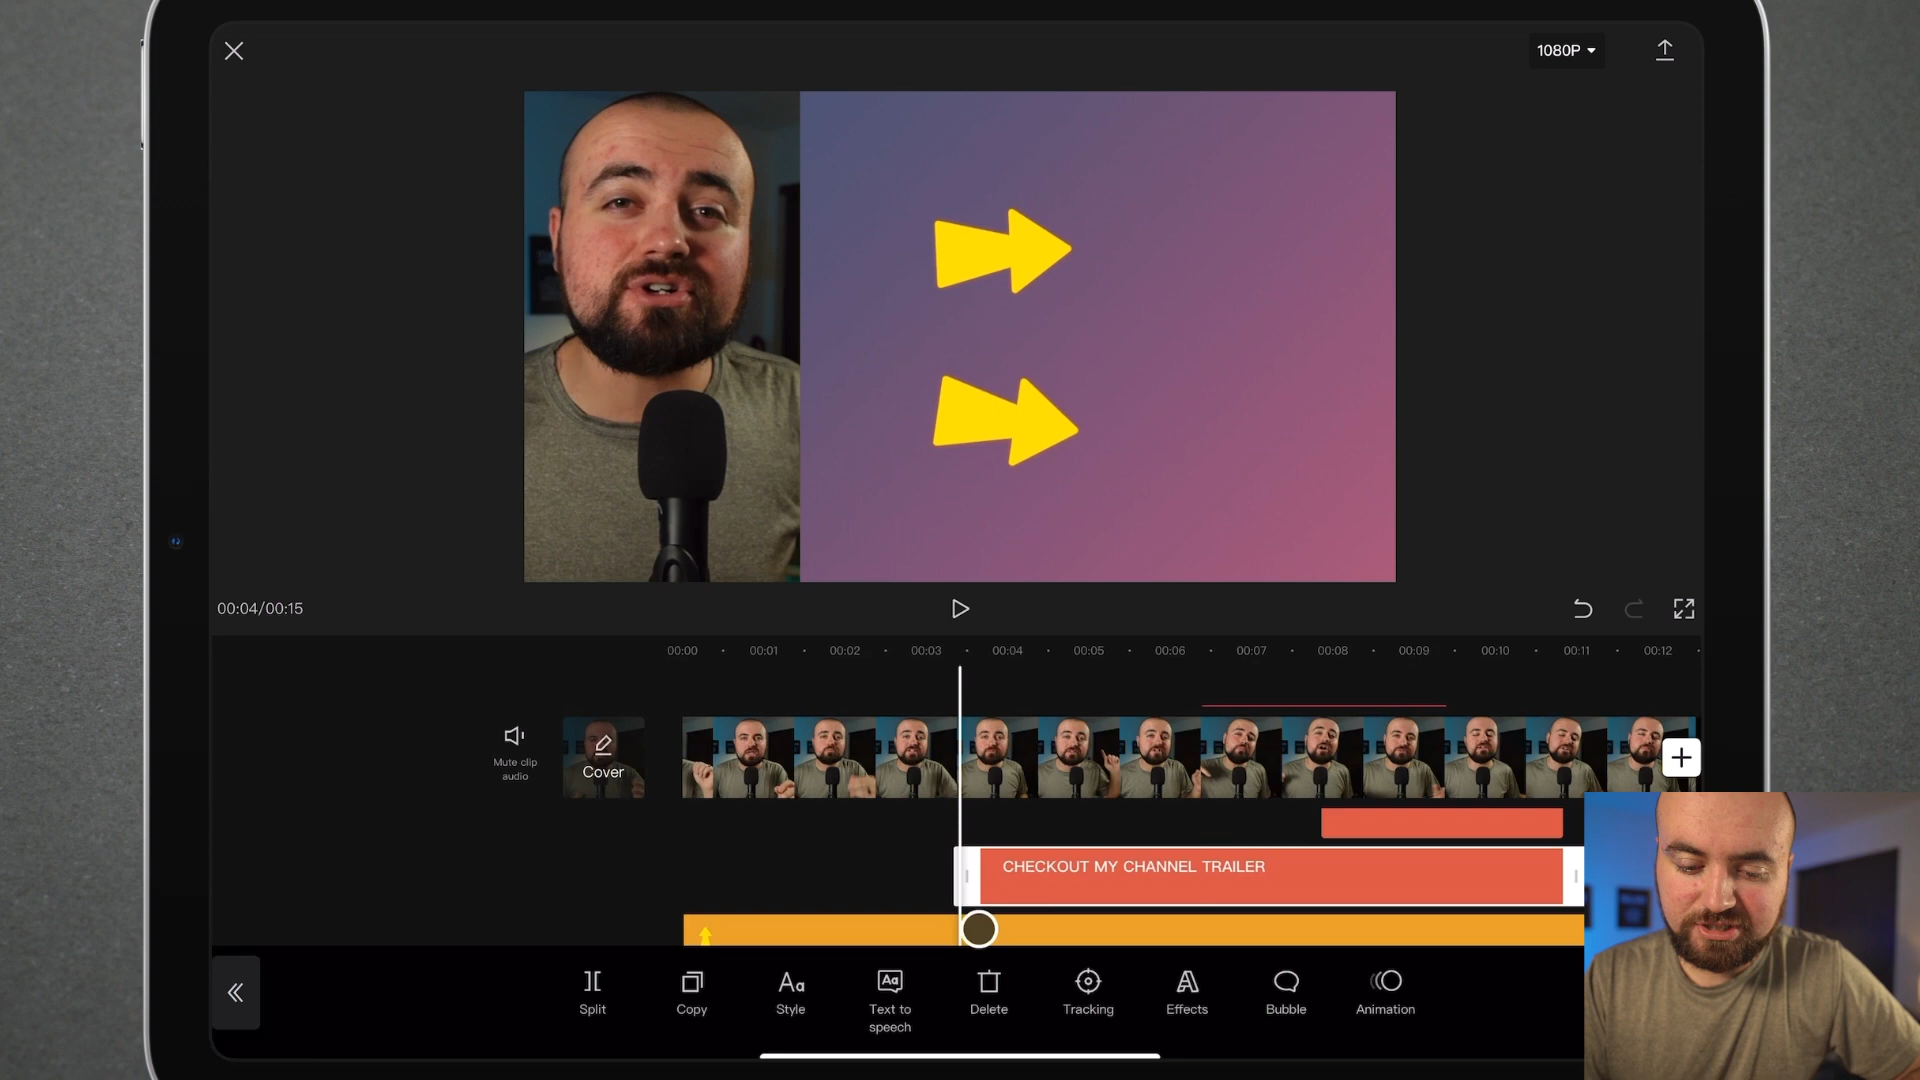 1080P
00:04/00:15
00:00 00:01 00:02 00:03 00:04 00:05 00:06 00:07 00:08 00:09 00:10 00:11 00:12
Mute clip
audio
Cover
CHECKOUT MY CHANNEL TRAILER
Split
Copy
Aa
Style
Aa
Text to
speech
Delete
Tracking
Effects
Bubble
Animation